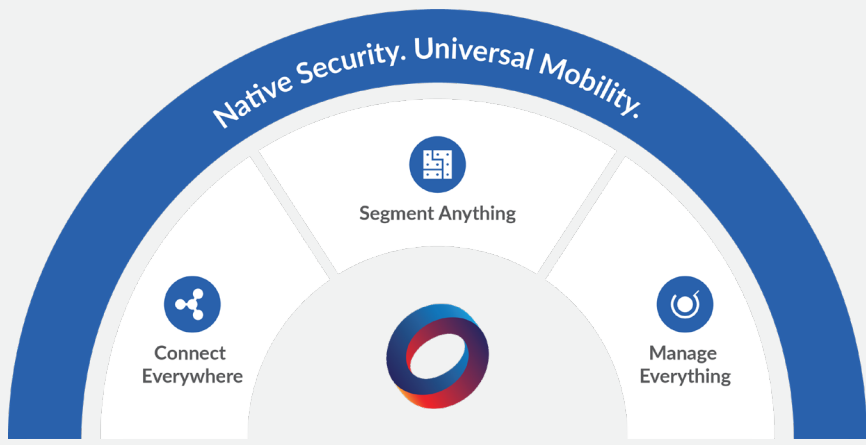 Native Security. Universal Mobility.
Segment Anything
Connect
Everywhere
Manage
Everything